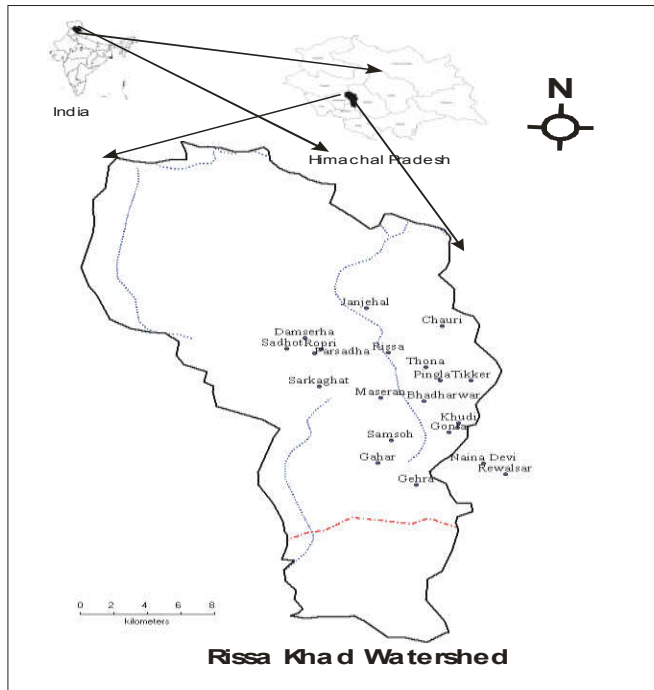 N
India
Himachal Pradesh
Janjehal
Chauri
Damserha
Sadhot
Ropri
Parsadha
Rissa
Thona
Pingla
Tikker
Sarkaghat
Maseran
Bhadharwar
Khudi
Samsoh
Gahar
Naina Devi
Rewalsar
Gehra
0 2 4 6 8
kilometers
Rissa Khad Watershed